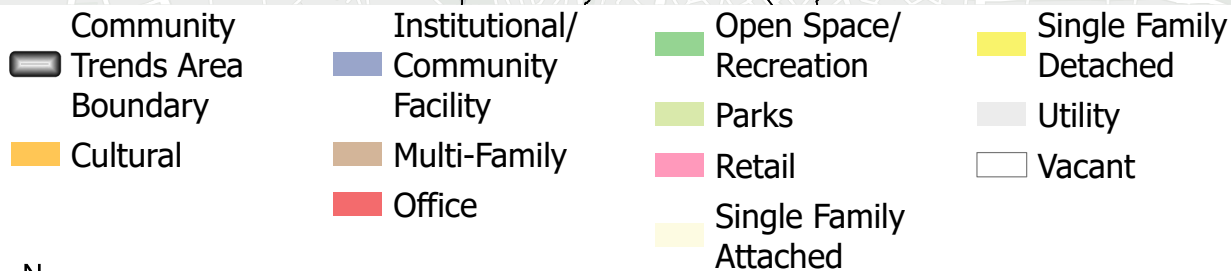 Community
Trends Area
Boundary
Cultural
Institutional/
Community
Facility
Multi-Family
Office
Open Space/
Recreation
Parks
Retail
Single Family
Attached
Single Family
Detached
Utility
Vacant
N